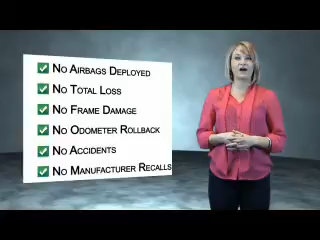 No Airbags Deployed
No Total Loss
No Frame Damage
No Odometer Rollback
No Accidents
No Manufacturer Recalls